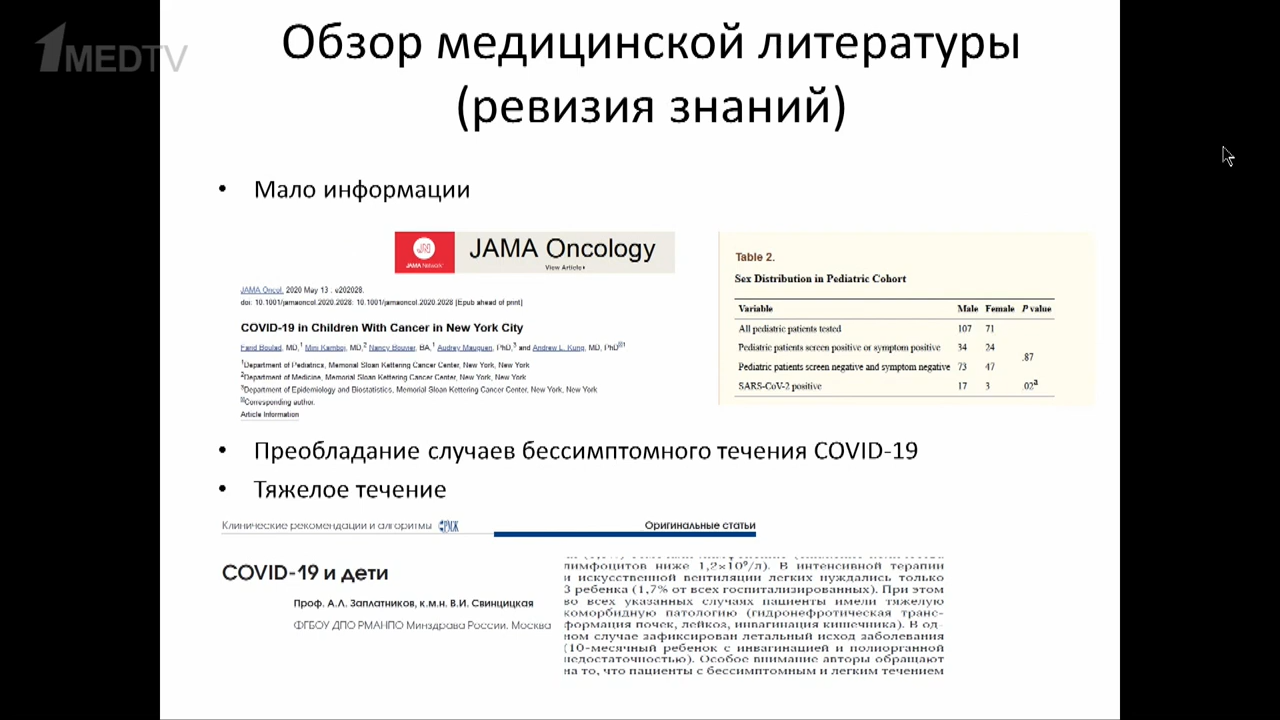 1MEDTV
Обзор медицинской литературы
(ревизия знаний)
• Мало информации
JAMA Network
JAMA Oncology
View Article
JAMA Oncol. 2020 May 13 : e202028.
doi: 10.1001/jamaoncol.2020.2028: 10.1001/jamaoncol.2020.2028 [Epub ahead of print]
COVID-19 in Children With Cancer in New York City
Farid Boulad, MD,1 Mini Kamboj, MD,2 Nancy Bouvier, BA,1 Audrey Mauguen, PhD,3 and Andrew L. Kung, MD, PhD1
1Department of Pediatrics, Memorial Sloan Kettering Cancer Center, New York, New York
2Department of Medicine, Memorial Sloan Kettering Cancer Center, New York, New York
3Department of Epidemiology and Biostatistics, Memorial Sloan Kettering Cancer Center, New York, New York
Corresponding author.
Article Information
Table 2.
Sex Distribution in Pediatric Cohort
Variable Male Female P value
All pediatric patients tested 107 71
Pediatric patients screen positive or symptom positive 34 24
.87
Pediatric patients screen negative and symptom negative 73 47
SARS-CoV-2 positive 17 3 .02a
• Преобладание случаев бессимптомного течения COVID-19
• Тяжелое течение
Клинические рекомендации и алгоритмы РМЖ
Оригинальные статьи
COVID-19 и дети
Проф. А.Л. Заплатников, к.м.н. В.И. Свинцицкая
ФГБОУ ДПО РМАНПО Минздрава России, Москва
лимфоцитов ниже 1,2×10⁹/л). В интенсивной терапии
и искусственной вентиляции легких нуждались только
3 ребенка (1,7% от всех госпитализированных). При этом
во всех указанных случаях пациенты имели тяжелую
коморбидную патологию (гидронефротическая транс-
формация почек, лейкоз, инвагинация кишечника). В од-
ном случае зафиксирован летальный исход заболевания
(10-месячный ребенок с инвагинацией и полиорганной
недостаточностью). Особое внимание авторы обращают
на то, что пациенты с бессимптомным и легким течением